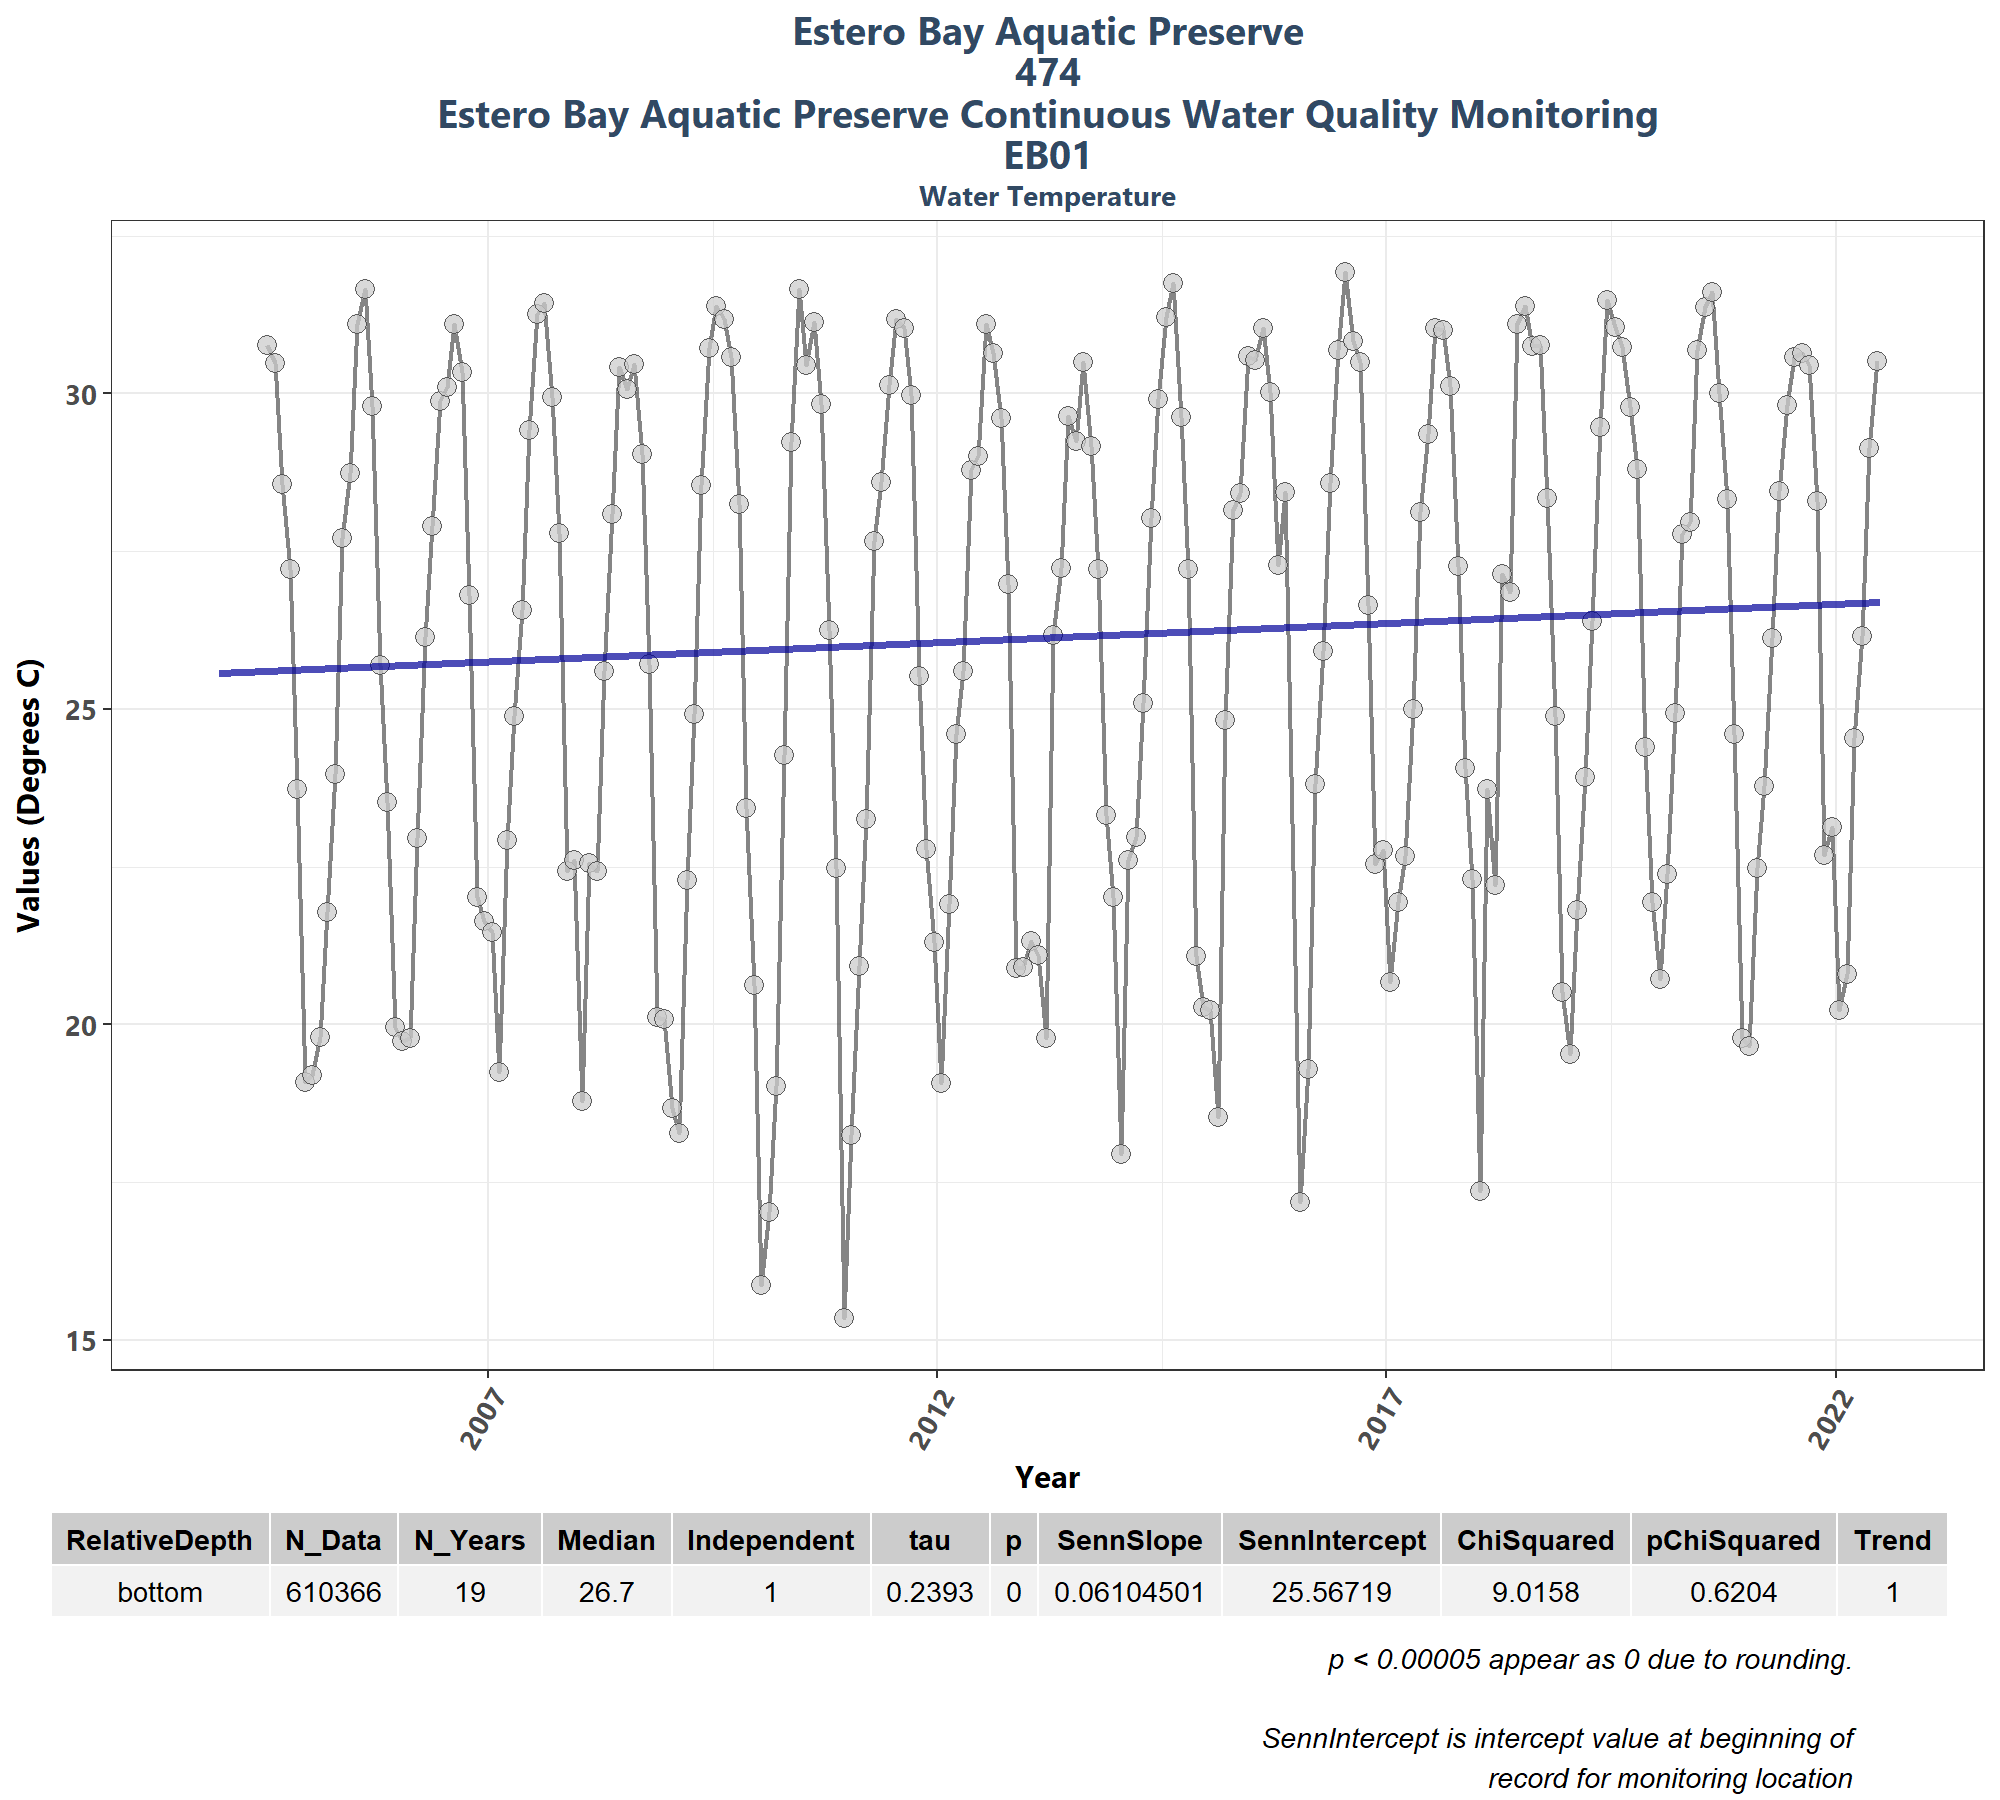 Estero Bay Aquatic Preserve
474
Estero Bay Aquatic Preserve Continuous Water Quality Monitoring
EB01
Water Temperature
Values (Degrees C)
30
25
20
15
2007
2012
2017
2022
Year
RelativeDepth N_Data N_Years Median Independent tau p SennSlope SennIntercept ChiSquared pChiSquared Trend
bottom 610366 19 26.7 1 0.2393 0 0.06104501 25.56719 9.0158 0.6204 1
p < 0.00005 appear as 0 due to rounding.
SennIntercept is intercept value at beginning of
record for monitoring location